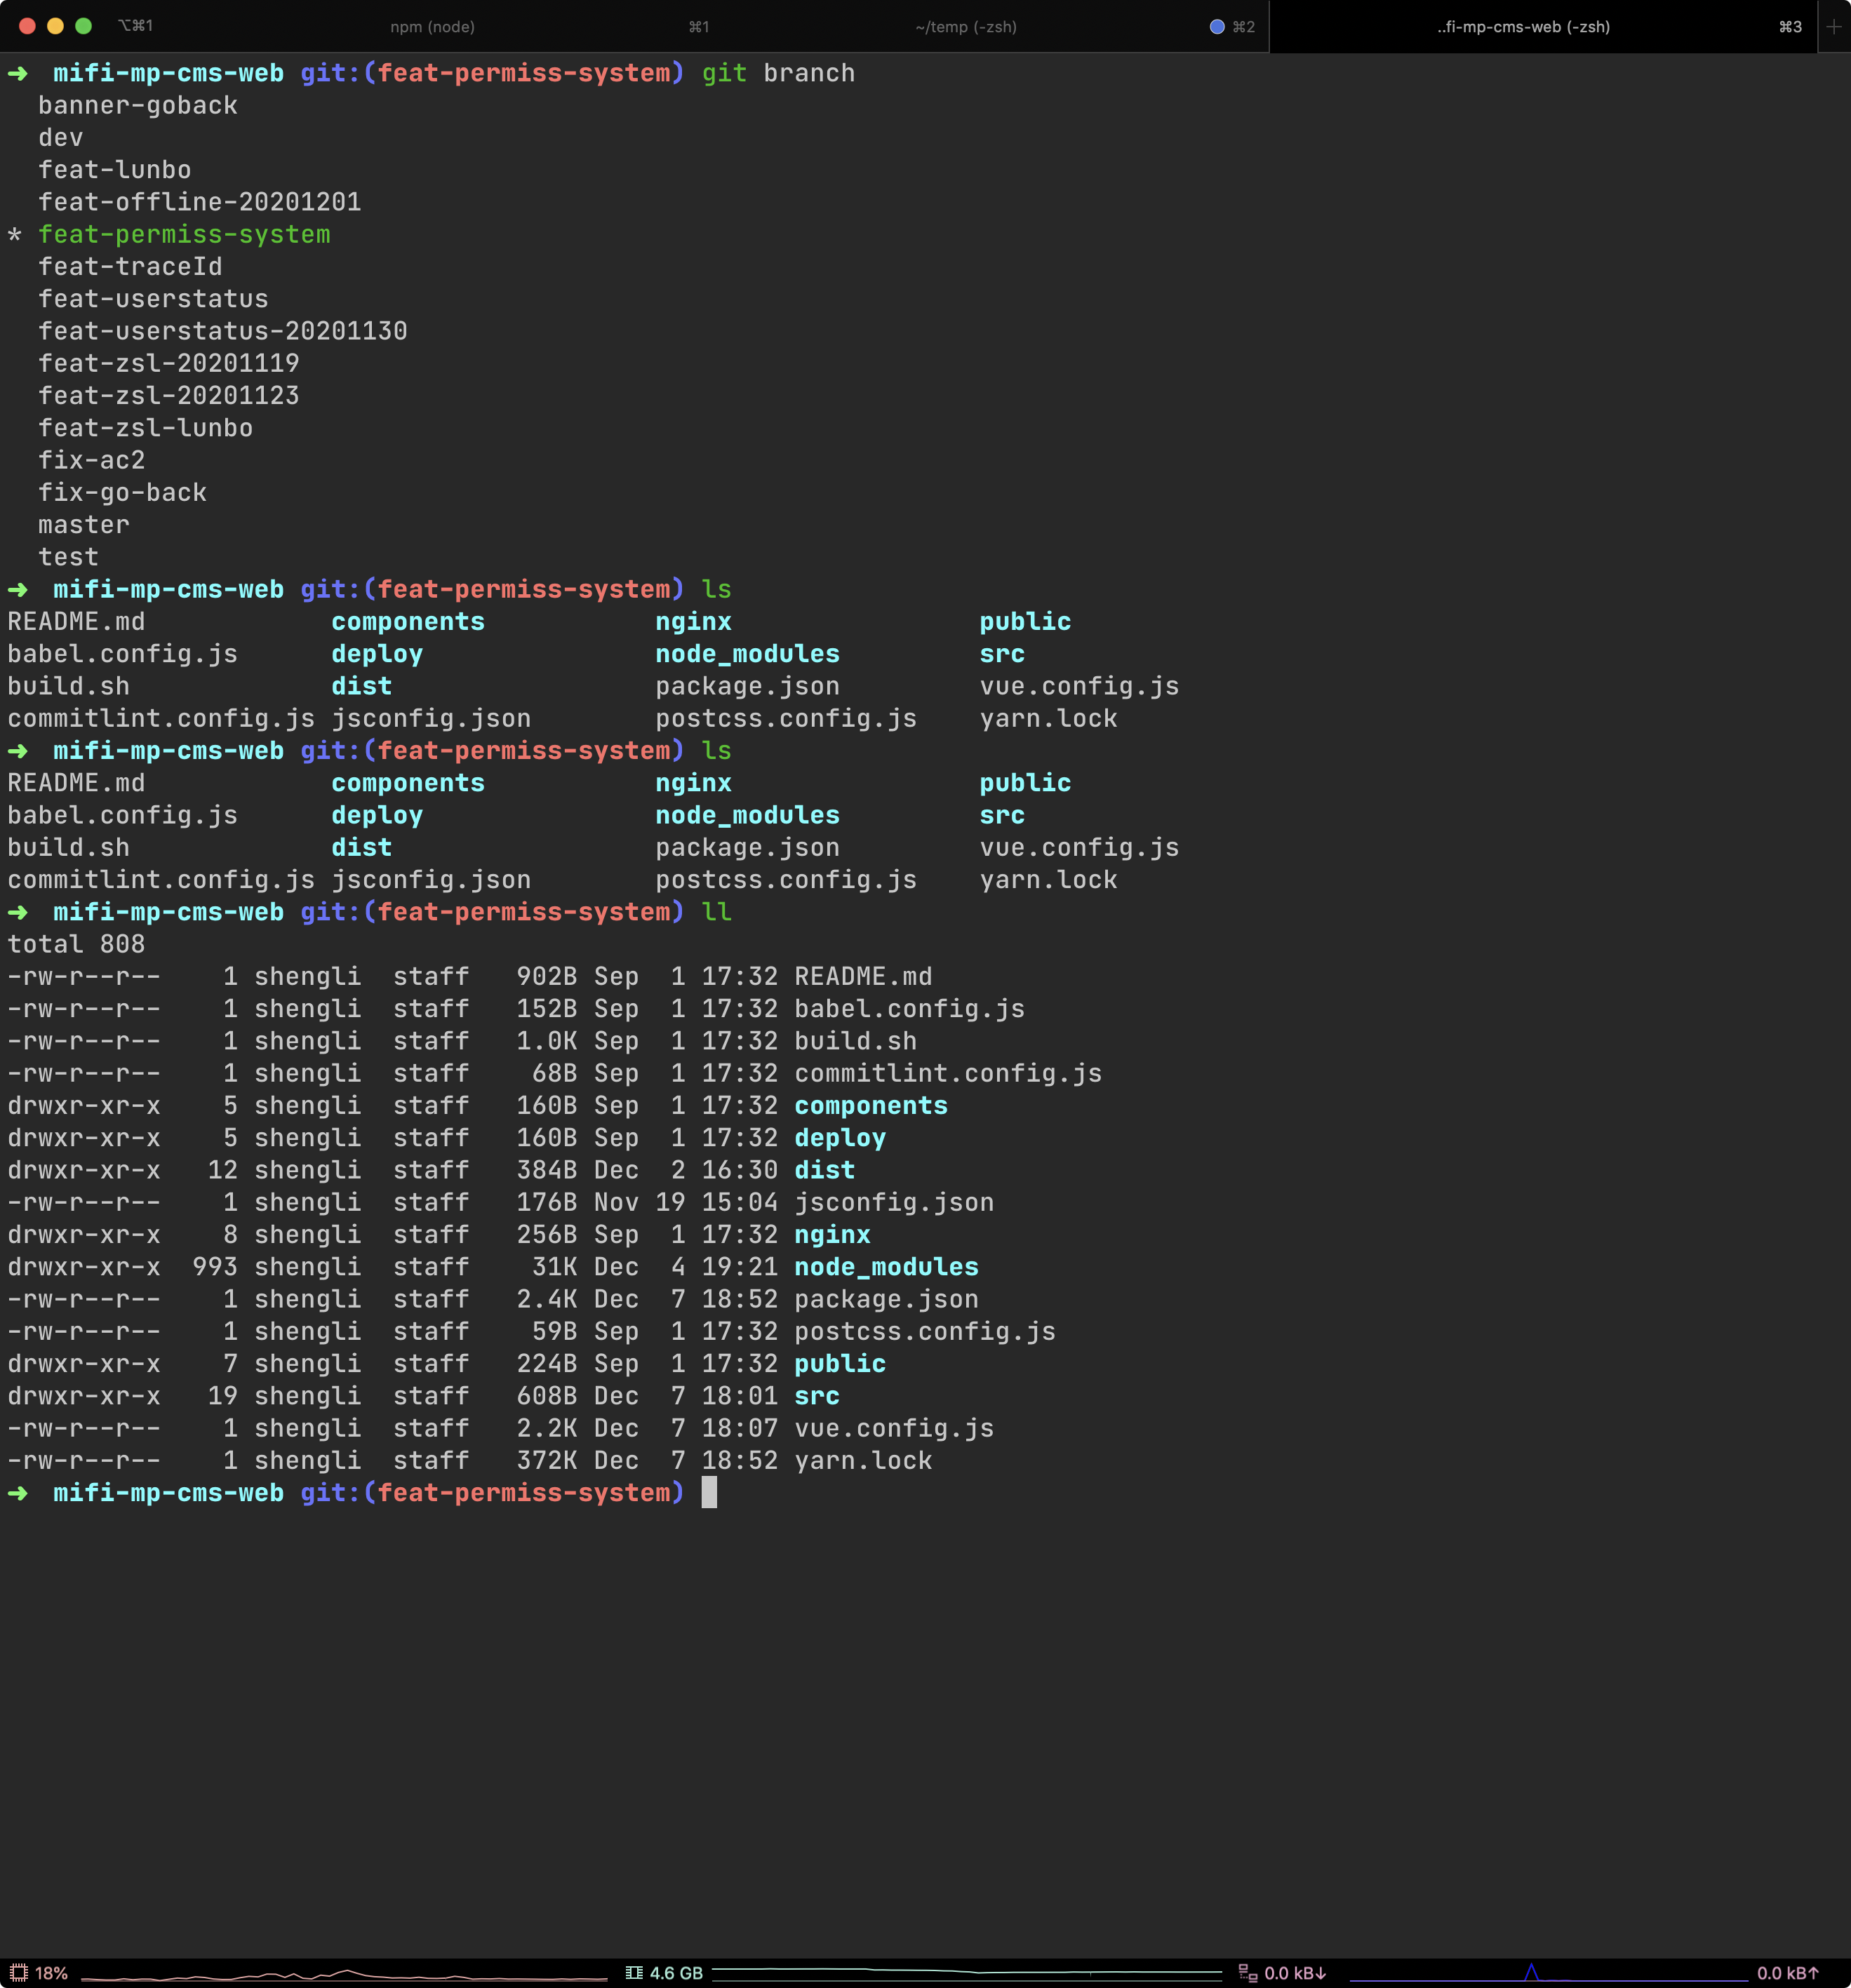 ⌥⌘1 npm (node) ⌘1 ~/temp (-zsh) ⌘2 ..fi-mp-cms-web (-zsh) ⌘3 +
➜  mifi-mp-cms-web git:(feat-permiss-system) git branch
  banner-goback
  dev
  feat-lunbo
  feat-offline-20201201
* feat-permiss-system
  feat-traceId
  feat-userstatus
  feat-userstatus-20201130
  feat-zsl-20201119
  feat-zsl-20201123
  feat-zsl-lunbo
  fix-ac2
  fix-go-back
  master
  test
➜  mifi-mp-cms-web git:(feat-permiss-system) ls
README.md            components           nginx                public
babel.config.js      deploy               node_modules         src
build.sh             dist                 package.json         vue.config.js
commitlint.config.js jsconfig.json        postcss.config.js    yarn.lock
➜  mifi-mp-cms-web git:(feat-permiss-system) ls
README.md            components           nginx                public
babel.config.js      deploy               node_modules         src
build.sh             dist                 package.json         vue.config.js
commitlint.config.js jsconfig.json        postcss.config.js    yarn.lock
➜  mifi-mp-cms-web git:(feat-permiss-system) ll
total 808
-rw-r--r--    1 shengli  staff   902B Sep  1 17:32 README.md
-rw-r--r--    1 shengli  staff   152B Sep  1 17:32 babel.config.js
-rw-r--r--    1 shengli  staff   1.0K Sep  1 17:32 build.sh
-rw-r--r--    1 shengli  staff    68B Sep  1 17:32 commitlint.config.js
drwxr-xr-x    5 shengli  staff   160B Sep  1 17:32 components
drwxr-xr-x    5 shengli  staff   160B Sep  1 17:32 deploy
drwxr-xr-x   12 shengli  staff   384B Dec  2 16:30 dist
-rw-r--r--    1 shengli  staff   176B Nov 19 15:04 jsconfig.json
drwxr-xr-x    8 shengli  staff   256B Sep  1 17:32 nginx
drwxr-xr-x  993 shengli  staff    31K Dec  4 19:21 node_modules
-rw-r--r--    1 shengli  staff   2.4K Dec  7 18:52 package.json
-rw-r--r--    1 shengli  staff    59B Sep  1 17:32 postcss.config.js
drwxr-xr-x    7 shengli  staff   224B Sep  1 17:32 public
drwxr-xr-x   19 shengli  staff   608B Dec  7 18:01 src
-rw-r--r--    1 shengli  staff   2.2K Dec  7 18:07 vue.config.js
-rw-r--r--    1 shengli  staff   372K Dec  7 18:52 yarn.lock
➜  mifi-mp-cms-web git:(feat-permiss-system)
18% 4.6 GB 0.0 kB↓ 0.0 kB↑